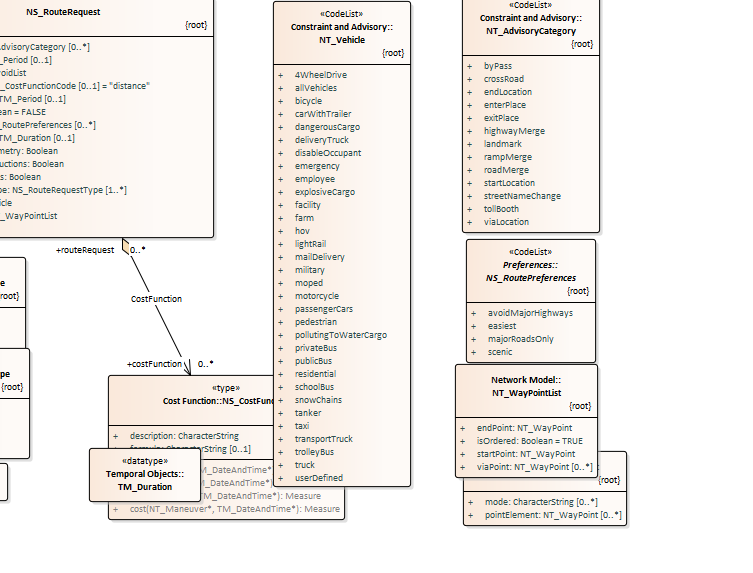 NS_RouteRequest
{root}
dvisoryCategory [0..*]
_Period [0..1]
oidList
_CostFunctionCode [0..1] = "distance"
TM_Period [0..1]
ean = FALSE
_RoutePreferences [0..*]
TM_Duration [0..1]
metry: Boolean
uctions: Boolean
s: Boolean
pe: NS_RouteRequestType [1..*]
icle
_WayPointList
+routeRequest 0..*
CostFunction
+costFunction 0..*
e
root}
pe
{root}
«type»
Cost Function::NS_CostFunc
+ description: CharacterString
+ formula: CharacterString [0..1]
TM_DateAndTime*
TM_DateAndTime*)
TM_DateAndTime*): Measure
+ cost(NT_Maneuver*, TM_DateAndTime*): Measure
«datatype»
Temporal Objects::
TM_Duration
«CodeList»
Constraint and Advisory::
NT_Vehicle
{root}
+ 4WheelDrive
+ allVehicles
+ bicycle
+ carWithTrailer
+ dangerousCargo
+ deliveryTruck
+ disableOccupant
+ emergency
+ employee
+ explosiveCargo
+ facility
+ farm
+ hov
+ lightRail
+ mailDelivery
+ military
+ moped
+ motorcycle
+ passengerCars
+ pedestrian
+ pollutingToWaterCargo
+ privateBus
+ publicBus
+ residential
+ schoolBus
+ snowChains
+ tanker
+ taxi
+ transportTruck
+ trolleyBus
+ truck
+ userDefined
«CodeList»
Constraint and Advisory::
NT_AdvisoryCategory
{root}
+ byPass
+ crossRoad
+ endLocation
+ enterPlace
+ exitPlace
+ highwayMerge
+ landmark
+ rampMerge
+ roadMerge
+ startLocation
+ streetNameChange
+ tollBooth
+ viaLocation
«CodeList»
Preferences::
NS_RoutePreferences
{root}
+ avoidMajorHighways
+ easiest
+ majorRoadsOnly
+ scenic
Network Model::
NT_WayPointList
{root}
+ endPoint: NT_WayPoint
+ isOrdered: Boolean = TRUE
+ startPoint: NT_WayPoint
+ viaPoint: NT_WayPoint [0..*]
{root}
+ mode: CharacterString [0..*]
+ pointElement: NT_WayPoint [0..*]